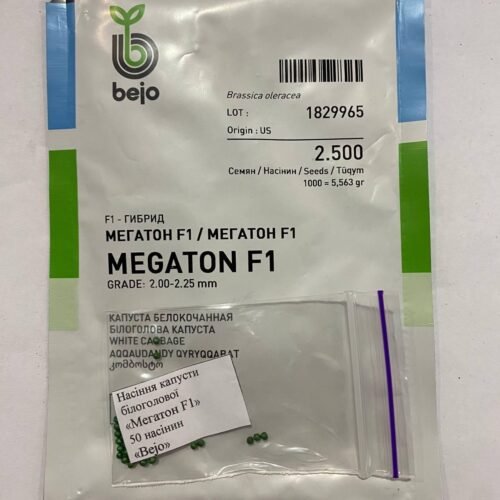 bejo
Brassica oleracea
LOT : 1829965
Origin : US
2.500
Семян / Насінин / Seeds / Tüqym
1000 = 5,563 gr
F1 - ГИБРИД
МЕГАТОН F1 / МЕГАТОН F1
MEGATON F1
GRADE: 2.00-2.25 mm
КАПУСТА БЕЛОКОЧАННАЯ
БІЛОГОЛОВА КАПУСТА
WHITE CABBAGE
AQQAUDANDY QYRYQQABAT
კომბოსტო
Насіння капусти
білоголової
«Мегатон F1»
50 насінин
«Bejo»